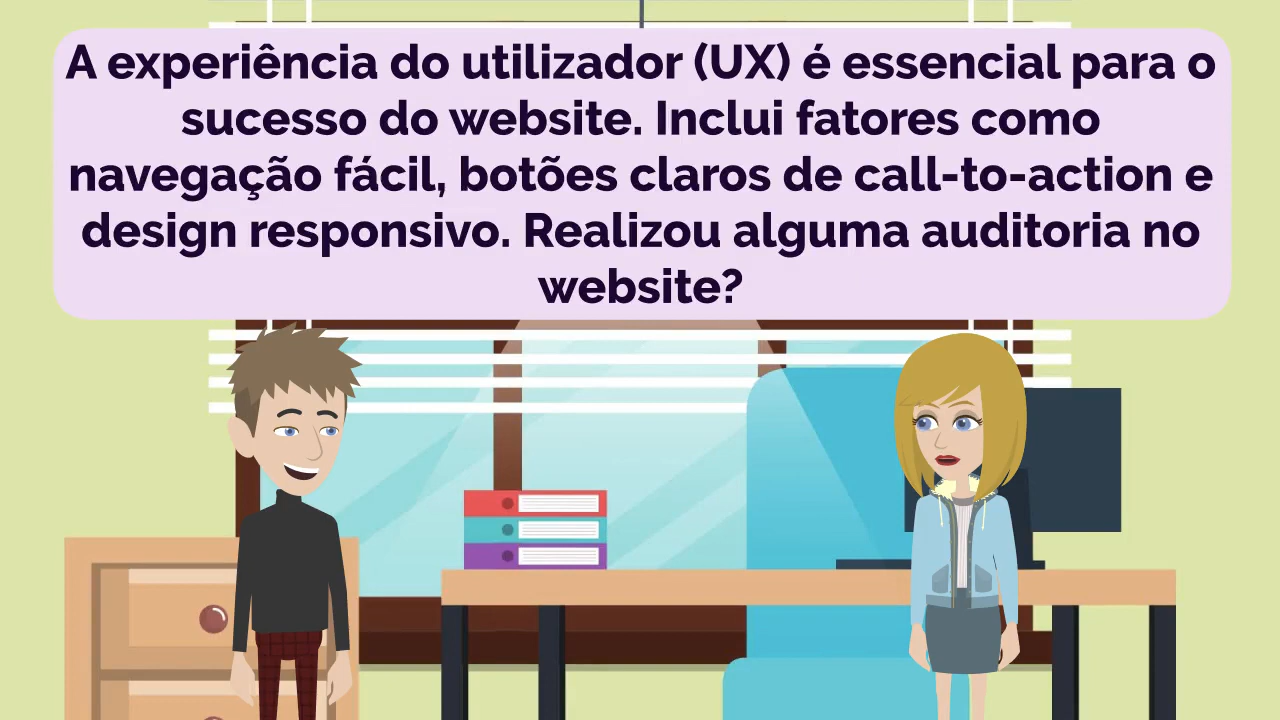 A experiência do utilizador (UX) é essencial para o
sucesso do website. Inclui fatores como
navegação fácil, botões claros de call-to-action e
design responsivo. Realizou alguma auditoria no
website?